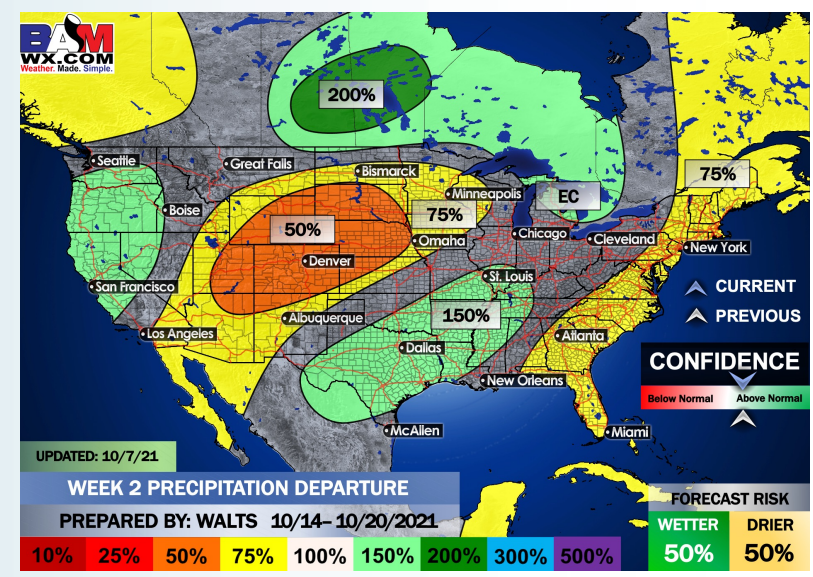 BAM
WX.COM
Weather. Made. Simple.
200%
Seattle
Great Falls
Bismarck
75%
Minneapolis
EC
Boise
75%
50%
Omaha
Chicago
Cleveland
New York
Denver
St. Louis
San Francisco
CURRENT
150%
PREVIOUS
Albuquerque
Los Angeles
Atlanta
Dallas
CONFIDENCE
New Orleans
Below Normal
Above Normal
McAllen
Miami
UPDATED: 10/7/21
WEEK 2 PRECIPITATION DEPARTURE
FORECAST RISK
PREPARED BY: WALTS 10/14– 10/20/2021
WETTER
DRIER
50%
50%
10% 25% 50% 75% 100% 150% 200% 300% 500%